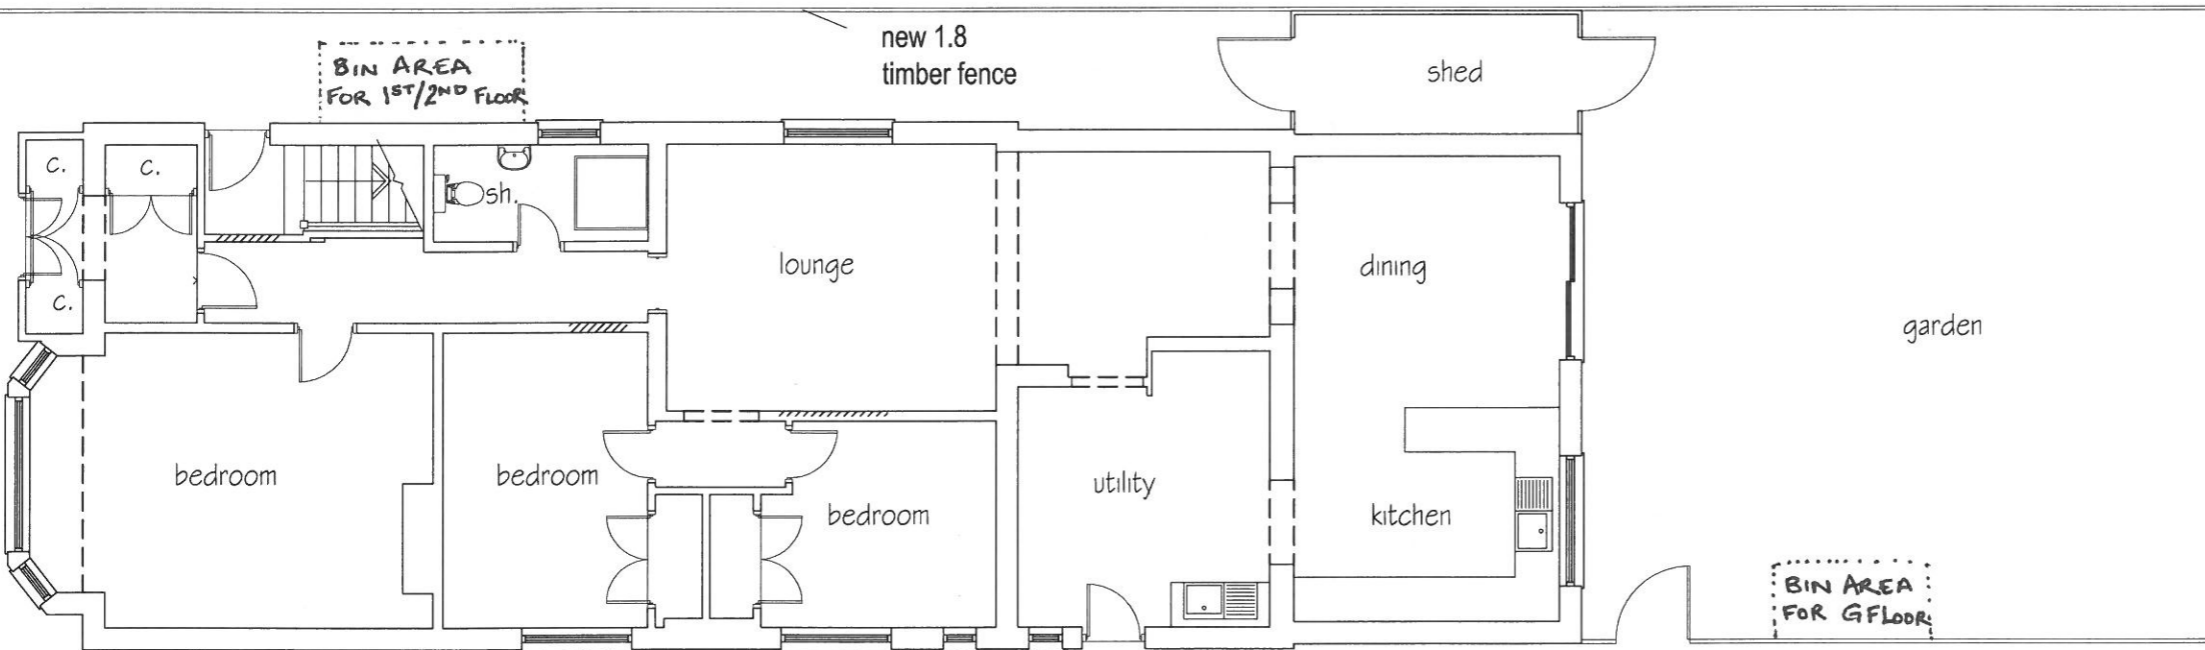 new 1.8
timber fence
BIN AREA
FOR 1ST/2ND FLOOR
shed
c.
c.
sh.
c.
lounge
dining
garden
bedroom
bedroom
bedroom
utility
kitchen
BIN AREA
FOR G FLOOR